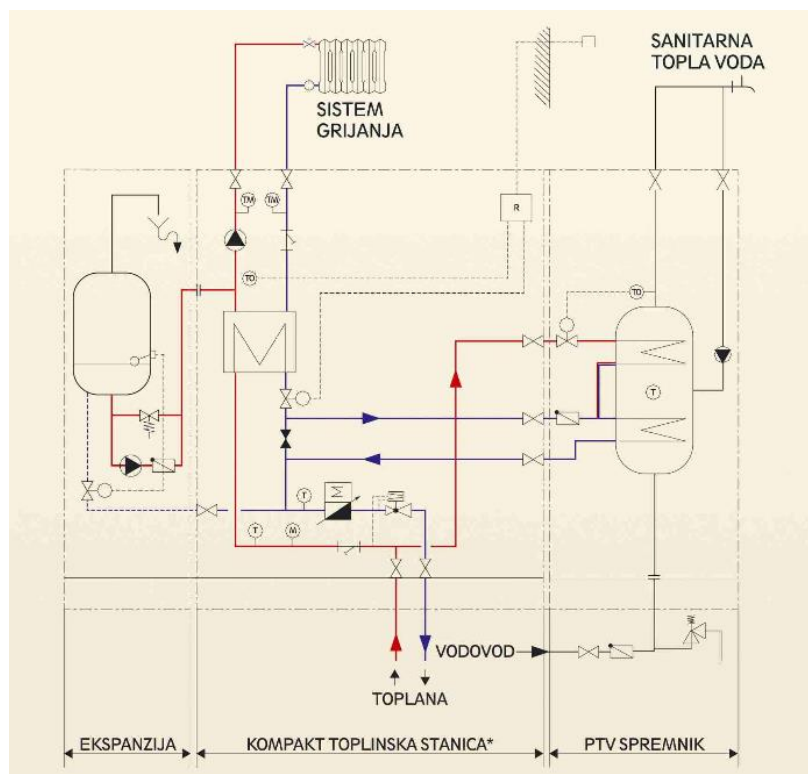 SANITARNA
TOPLA VODA
SISTEM
GRIJANJA
TM
TM
R
TO
TO
T
M
T
T
M
VODOVOD
TOPLANA
EKSPANZIJA
KOMPAKT TOPLINSKA STANICA*
PTV SPREMNIK